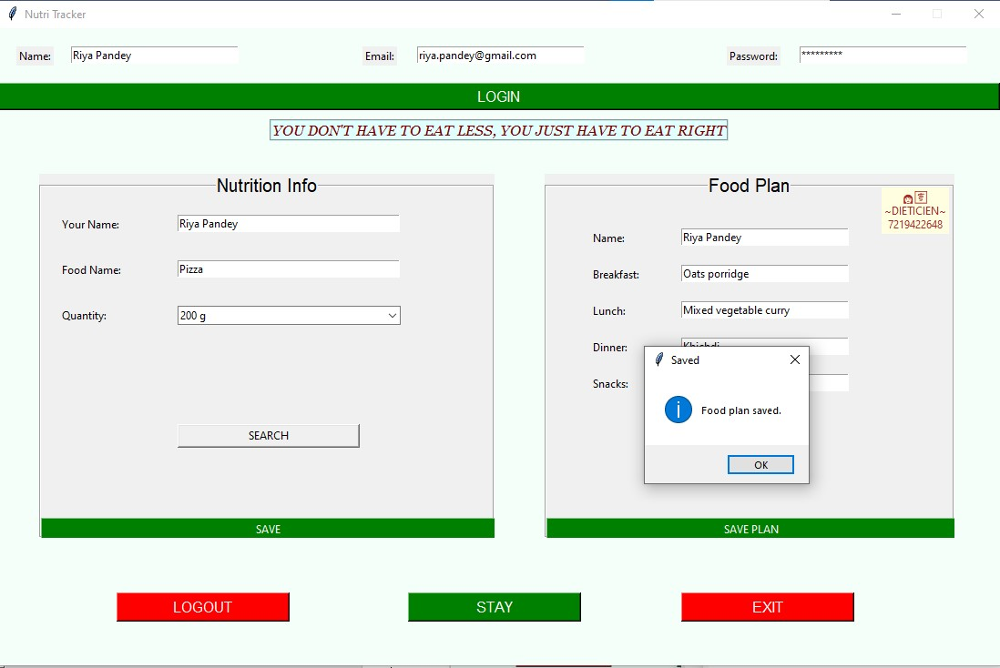 Nutri Tracker
Name: Riya Pandey Email: riya.pandey@gmail.com Password: *********
LOGIN
YOU DON'T HAVE TO EAT LESS, YOU JUST HAVE TO EAT RIGHT
Nutrition Info
Your Name: Riya Pandey
Food Name: Pizza
Quantity: 200 g
SEARCH
SAVE
Food Plan
~DIETICIEN~
7219422648
Name: Riya Pandey
Breakfast: Oats porridge
Lunch: Mixed vegetable curry
Dinner:
Snacks:
Saved
Food plan saved.
OK
SAVE PLAN
LOGOUT STAY EXIT